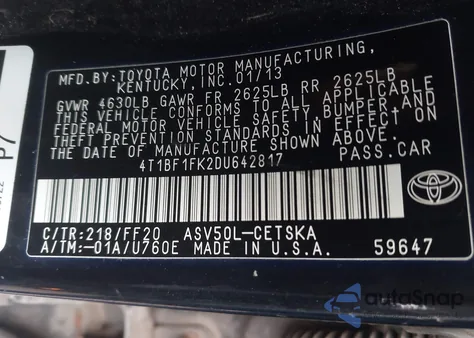 MFD.BY:TOYOTA MOTOR MANUFACTURING,
KENTUCKY,INC.01/13
GVWR 4630LB GAWR FR 2625LB RR 2625LB
THIS VEHICLE CONFORMS TO ALL APPLICABLE
FEDERAL MOTOR VEHICLE SAFETY, BUMPER, AND
THEFT PREVENTION STANDARDS IN EFFECT ON
THE DATE OF MANUFACTURE SHOWN ABOVE.
4T1BF1FK2DU642817 PASS.CAR
C/TR:218/FF20 ASV50L-CETSKA
A/TM:-01A/U760E MADE IN U.S.A. 59647
TOYOTA
P7
autoSnap